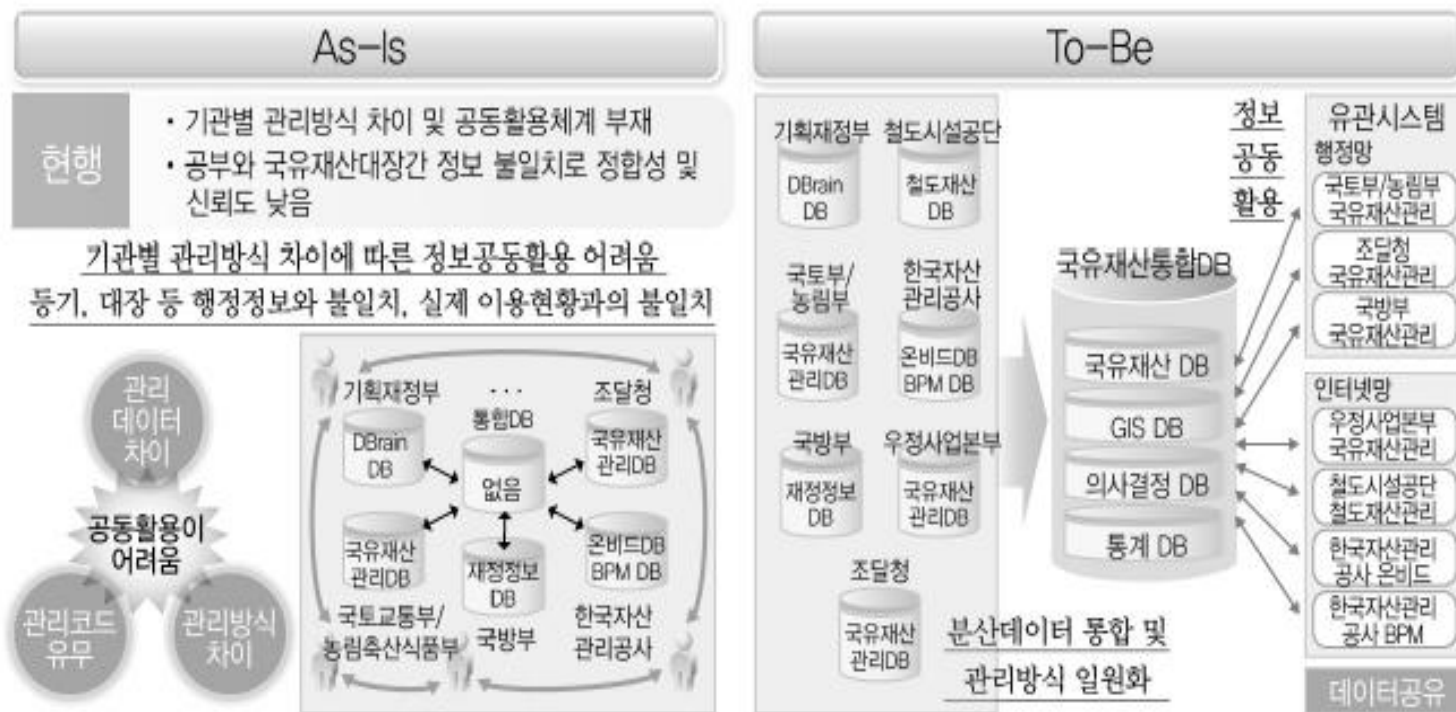 As-Is
현행
• 기관별 관리방식 차이 및 공동활용체계 부재
• 공부와 국유재산대장간 정보 불일치로 정합성 및
신뢰도 낮음
기관별 관리방식 차이에 따른 정보공동활용 어려움
등기, 대장 등 행정정보와 불일치, 실제 이용현황과의 불일치
관리
데이터
차이
공동활용이
어려움
관리코드
유무
관리방식
차이
기획재정부
DBrain
DB
. . .
통합DB
없음
조달청
국유재산
관리DB
국유재산
관리DB
국토교통부/
농림축산식품부
재정정보
DB
국방부
온비드DB
BPM DB
한국자산
관리공사
To-Be
기획재정부
DBrain
DB
철도시설공단
철도재산
DB
국토부/
농림부
국유재산
관리DB
한국자산
관리공사
온비드DB
BPM DB
국방부
재정정보
DB
우정사업본부
국유재산
관리DB
조달청
국유재산
관리DB
분산데이터 통합 및
관리방식 일원화
국유재산통합DB
국유재산 DB
GIS DB
의사결정 DB
통계 DB
정보
공동
활용
유관시스템
행정망
국토부/농림부
국유재산관리
조달청
국유재산관리
국방부
국유재산관리
인터넷망
우정사업본부
국유재산관리
철도시설공단
철도재산관리
한국자산관리
공사 온비드
한국자산관리
공사 BPM
데이터공유